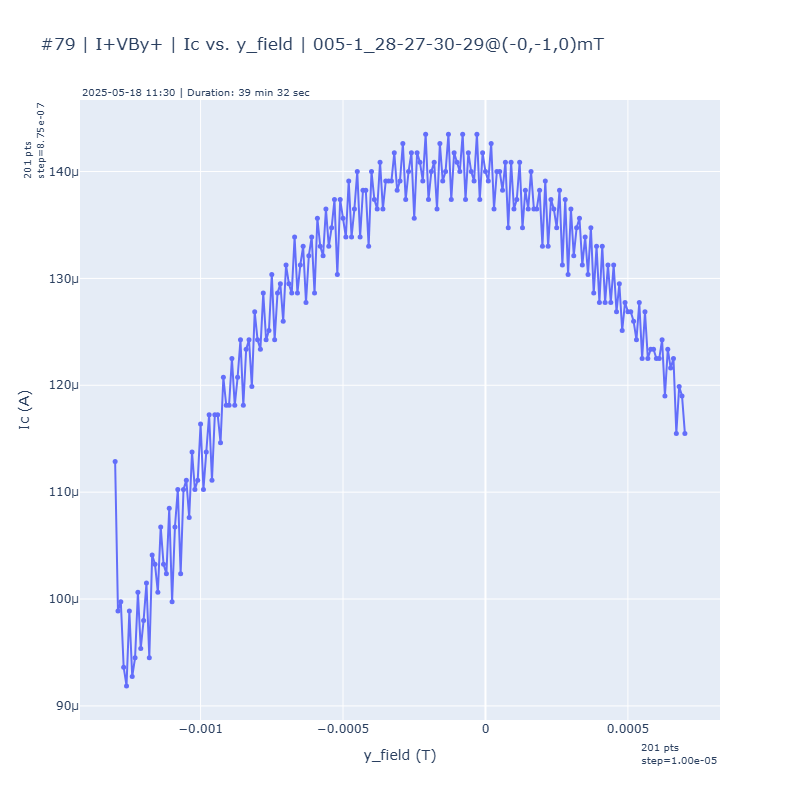 #79 | I+VBy+ | Ic vs. y_field | 005-1_28-27-30-29@(-0,-1,0)mT
2025-05-18 11:30 | Duration: 39 min 32 sec
201 pts
step=8.75e-07
140μ
130μ
120μ
110μ
100μ
90μ
Ic (A)
−0.001
−0.0005
0
0.0005
y_field (T)
201 pts
step=1.00e-05